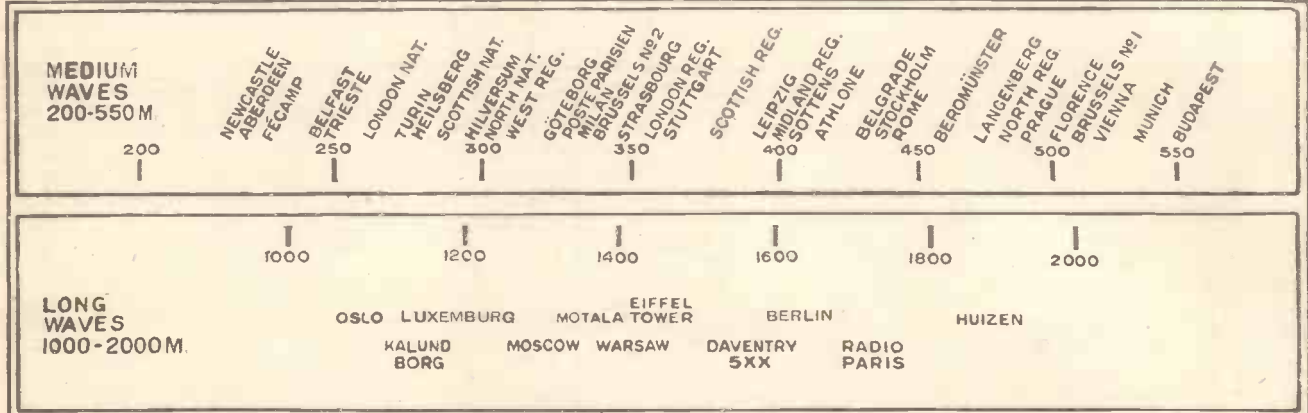 MEDIUM
WAVES
200-550 M.
NEWCASTLE
ABERDEEN
FÉCAMP
BELFAST
TRIESTE
LONDON NAT.
TURIN
HEILSBERG
SCOTTISH NAT.
HILVERSUM
NORTH NAT.
WEST REG.
GÖTEBORG
POSTE PARISIEN
MILAN
BRUSSELS Nº2
STRASBOURG
LONDON REG.
STUTTGART
SCOTTISH REG.
LEIPZIG
MIDLAND REG.
SOTTENS
ATHLONE
BELGRADE
STOCKHOLM
ROME
BEROMÜNSTER
LANGENBERG
NORTH REG.
PRAGUE
FLORENCE
BRUSSELS Nº1
VIENNA
MUNICH
BUDAPEST
200 250 300 350 400 450 500 550
1000 1200 1400 1600 1800 2000
LONG
WAVES
1000-2000M.
OSLO LUXEMBURG MOTALA EIFFEL
TOWER BERLIN HUIZEN
KALUND
BORG MOSCOW WARSAW DAVENTRY
5XX RADIO
PARIS